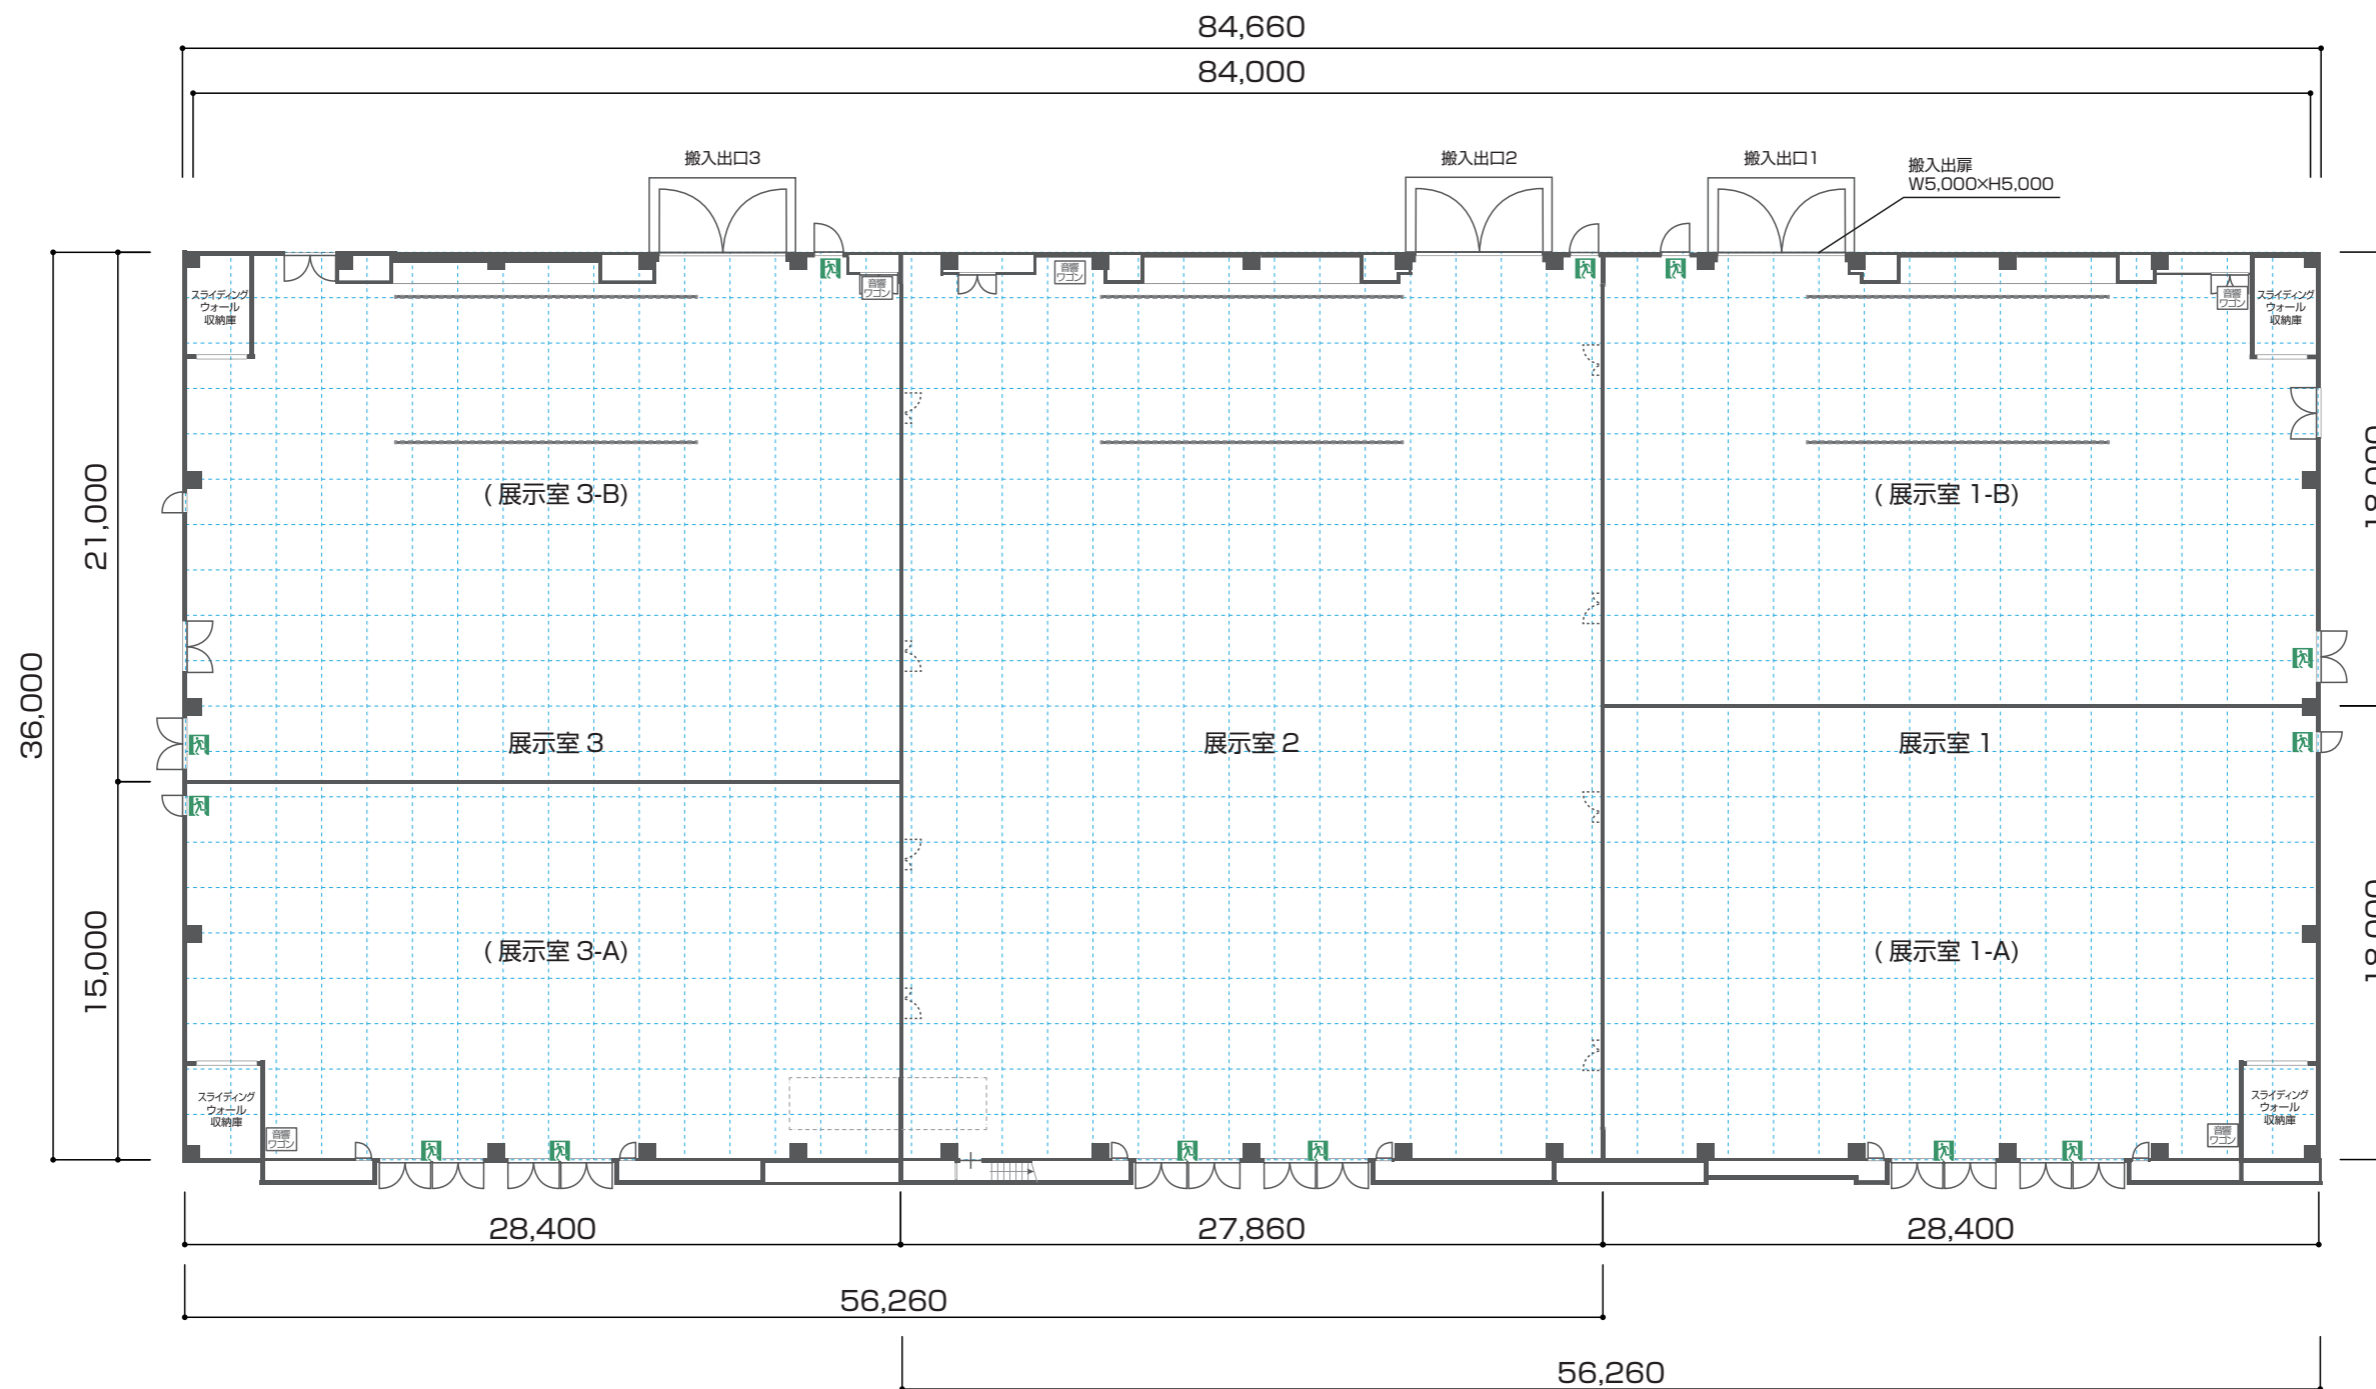 84,660
84,000
搬入出口3
搬入出口2
搬入出口1
搬入出扉
W5,000×H5,000
スライディング
ウォール
収納庫
音響
ワゴン
音響
ワゴン
音響
ワゴン
スライディング
ウォール
収納庫
36,000
21,000
15,000
18,000
18,000
(展示室 3-B)
(展示室 1-B)
展示室 3
展示室 2
展示室 1
(展示室 3-A)
(展示室 1-A)
スライディング
ウォール
収納庫
音響
ワゴン
音響
ワゴン
スライディング
ウォール
収納庫
28,400
27,860
28,400
56,260
56,260